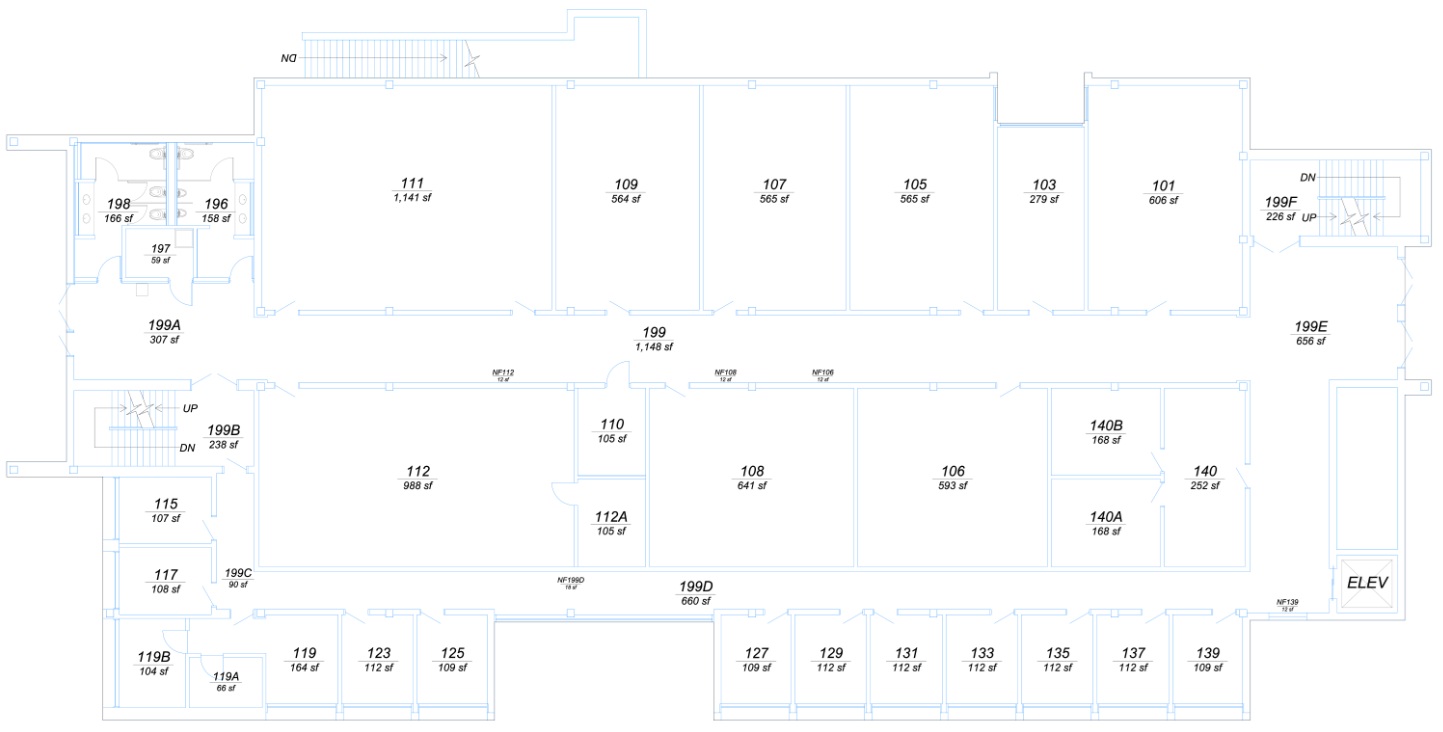 DN
111
1,141 sf
109
564 sf
107
565 sf
105
565 sf
103
279 sf
101
606 sf
198
166 sf
196
158 sf
197
59 sf
199F
226 sf
DN
UP
199A
307 sf
199
1,148 sf
199E
656 sf
NF112
12 sf
NF108
12 sf
NF106
12 sf
UP
DN
199B
238 sf
112
988 sf
110
105 sf
112A
105 sf
108
641 sf
106
593 sf
140B
168 sf
140
252 sf
140A
168 sf
115
107 sf
117
108 sf
199C
90 sf
NF199D
16 sf
199D
660 sf
ELEV
NF139
12 sf
119B
104 sf
119A
66 sf
119
164 sf
123
112 sf
125
109 sf
127
109 sf
129
112 sf
131
112 sf
133
112 sf
135
112 sf
137
112 sf
139
109 sf